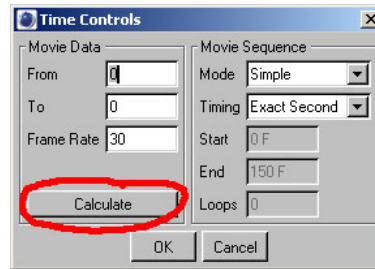 Time Controls
Movie Data
From 0
To 0
Frame Rate 30
Calculate
Movie Sequence
Mode Simple
Timing Exact Second
Start 0 F
End 150 F
Loops 0
OK Cancel